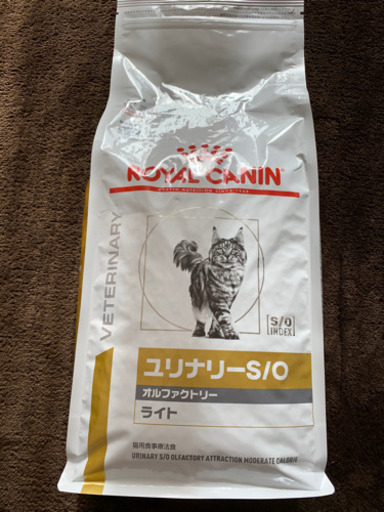 ROYAL CANIN
VETERINARY
S/O
INDEX
ユリナリーS/O
オルファクトリー
ライト
猫用食事療法食
URINARY S/O OLFACTORY ATTRACTION MODERATE CALORIE